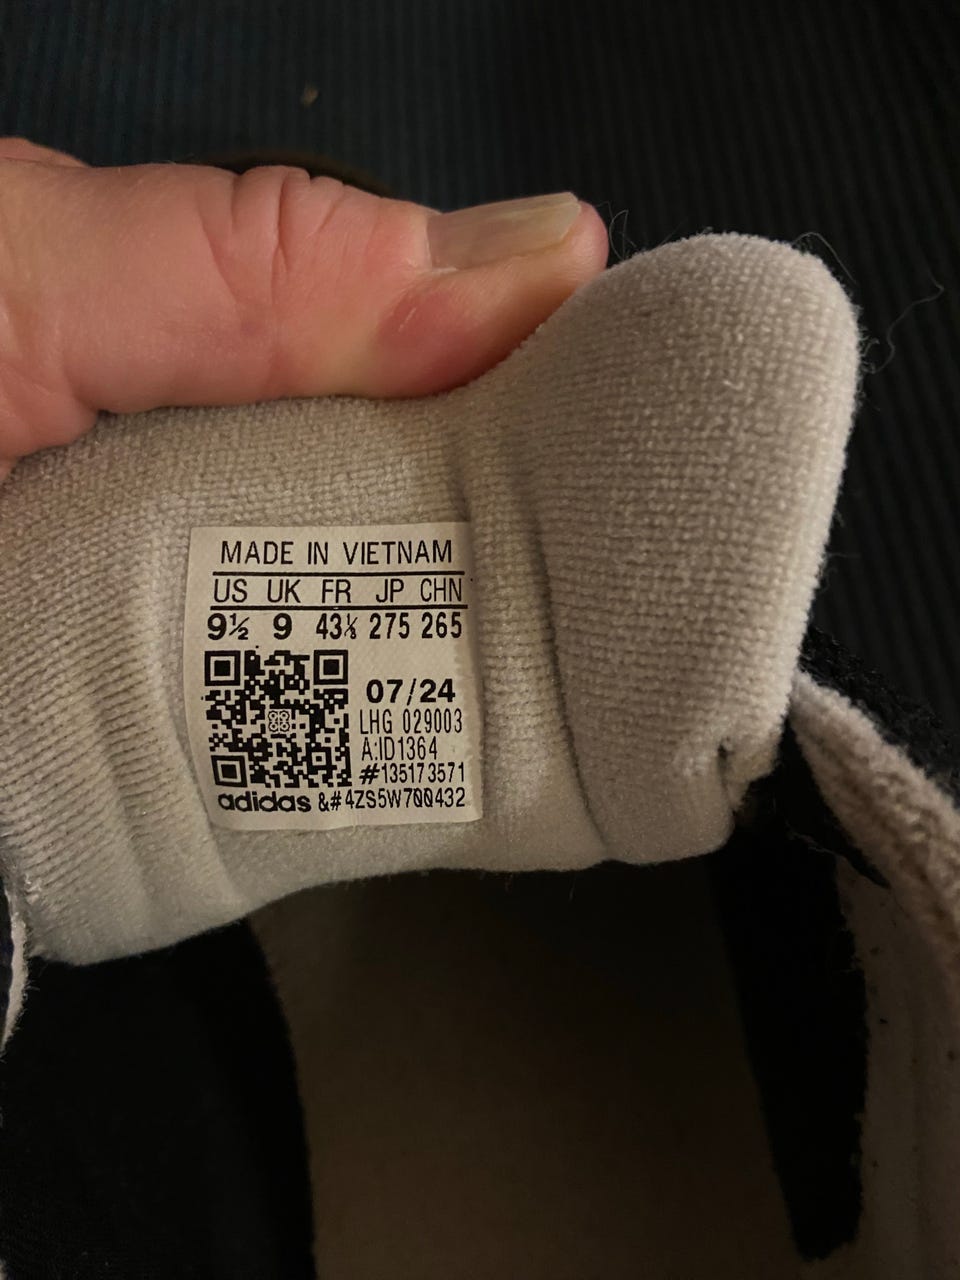 MADE IN VIETNAM
US UK FR JP CHN
9½ 9 43⅓ 275 265
07/24
LHG 029003
A:ID1364
#135173571
adidas &#4ZS5W700432